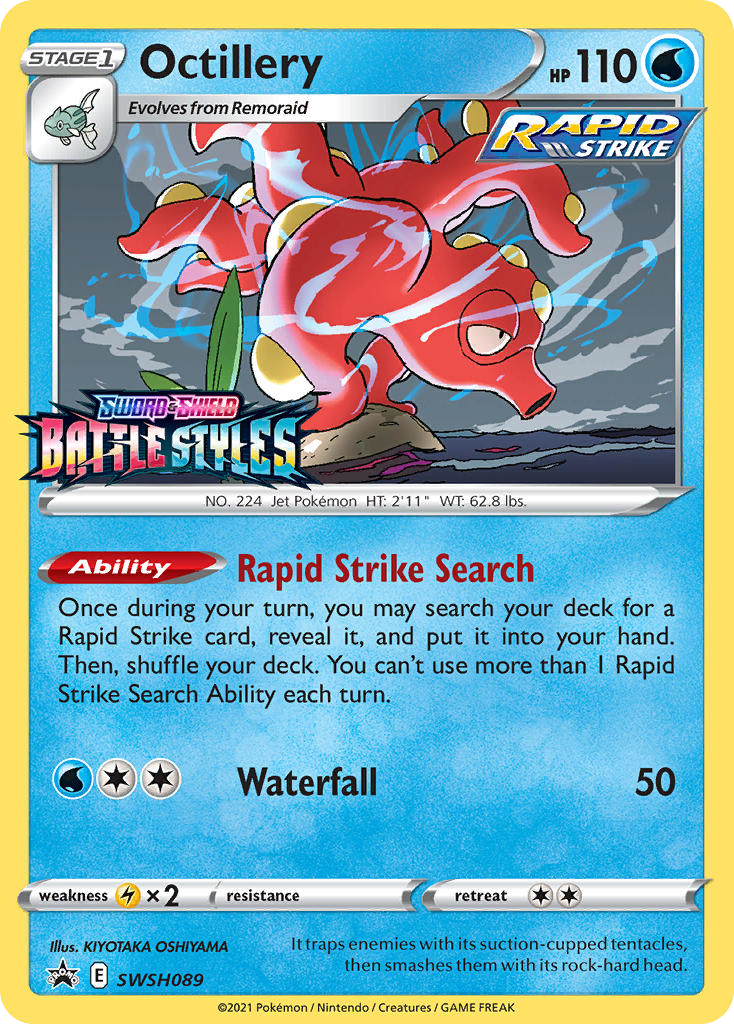 STAGE1 Octillery HP 110
Evolves from Remoraid
RAPID
STRIKE
SWORD & SHIELD
BATTLE STYLES
NO. 224 Jet Pokémon HT: 2'11" WT: 62.8 lbs.
Ability Rapid Strike Search
Once during your turn, you may search your deck for a
Rapid Strike card, reveal it, and put it into your hand.
Then, shuffle your deck. You can't use more than 1 Rapid
Strike Search Ability each turn.
Waterfall 50
weakness ×2 resistance retreat
Illus. KIYOTAKA OSHIYAMA
It traps enemies with its suction-cupped tentacles,
then smashes them with its rock-hard head.
PROMO E SWSH089
©2021 Pokémon / Nintendo / Creatures / GAME FREAK